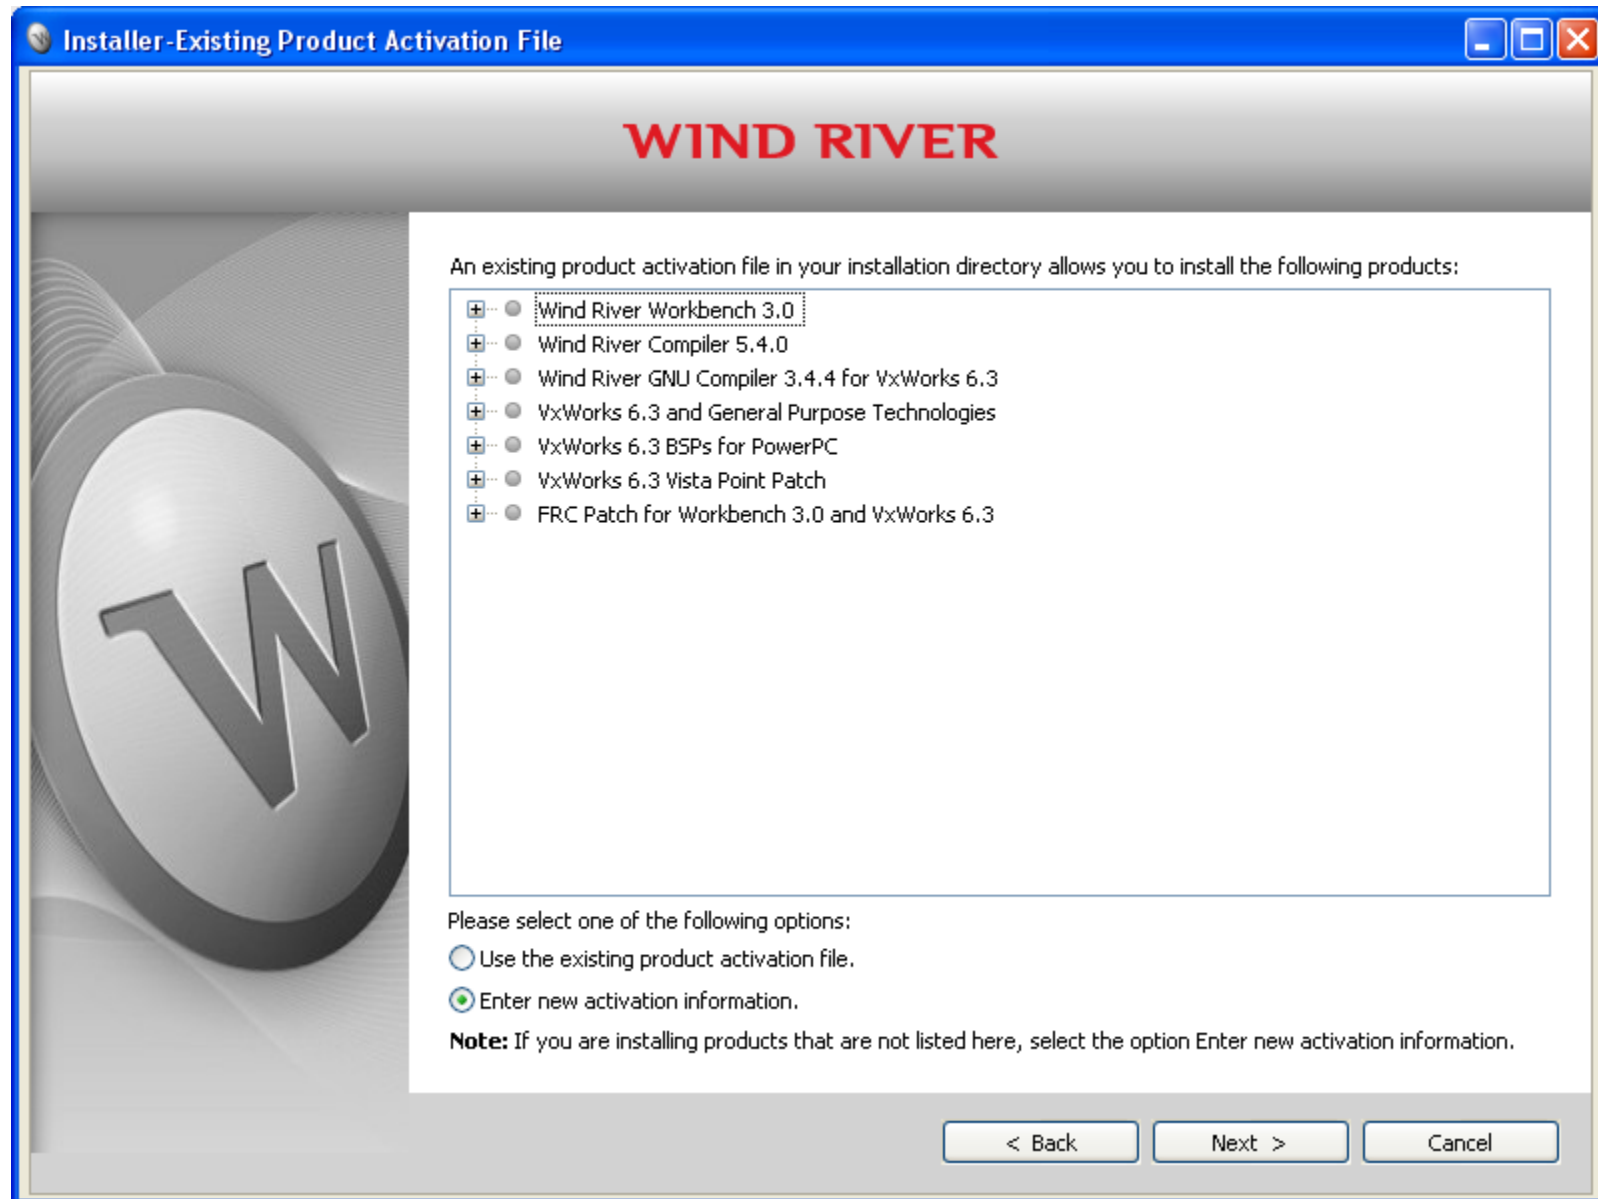 Installer-Existing Product Activation File
WIND RIVER
An existing product activation file in your installation directory allows you to install the following products:
Wind River Workbench 3.0
Wind River Compiler 5.4.0
Wind River GNU Compiler 3.4.4 for VxWorks 6.3
VxWorks 6.3 and General Purpose Technologies
VxWorks 6.3 BSPs for PowerPC
VxWorks 6.3 Vista Point Patch
FRC Patch for Workbench 3.0 and VxWorks 6.3
W
Please select one of the following options:
Use the existing product activation file.
Enter new activation information.
Note: If you are installing products that are not listed here, select the option Enter new activation information.
< Back
Next >
Cancel